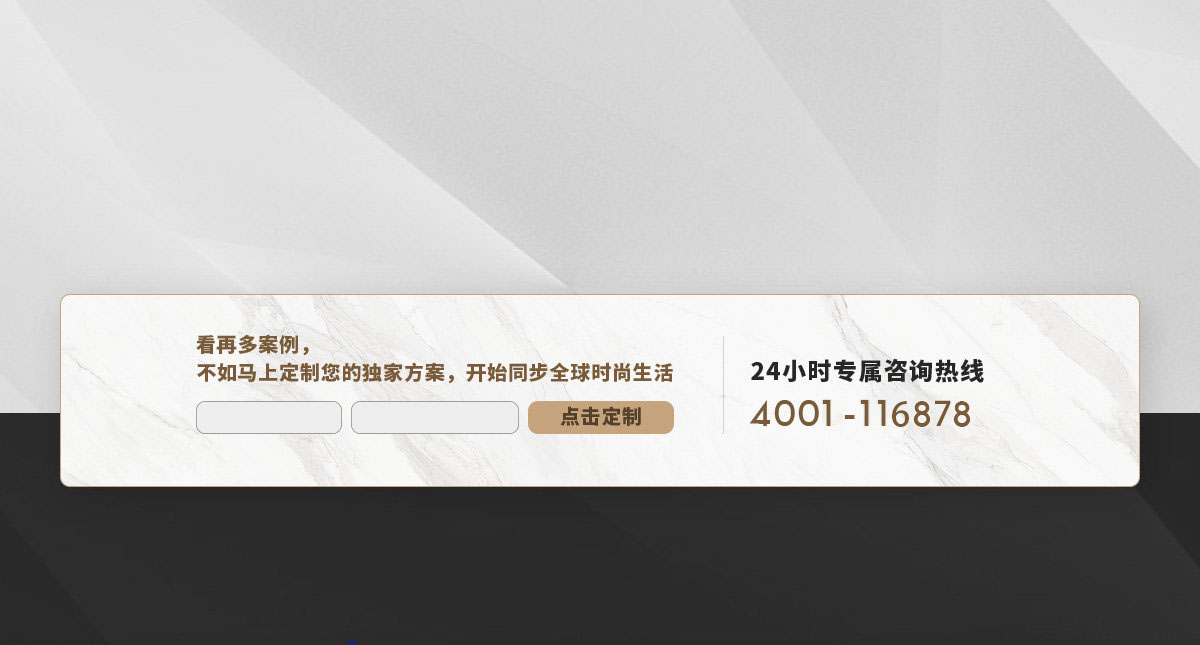 看再多案例，
不如马上定制您的独家方案，开始同步全球时尚生活
点击定制
24小时专属咨询热线
4001-116878